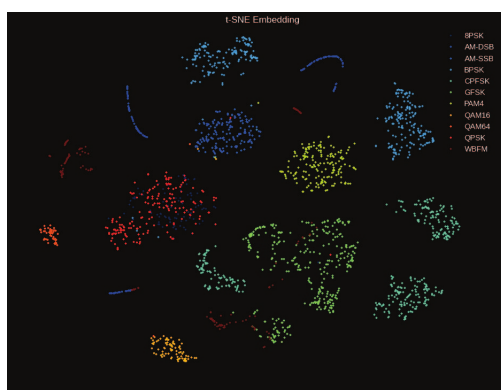 t-SNE Embedding
8PSK
AM-DSB
AM-SSB
BPSK
CPFSK
GFSK
PAM4
QAM16
QAM64
QPSK
WBFM